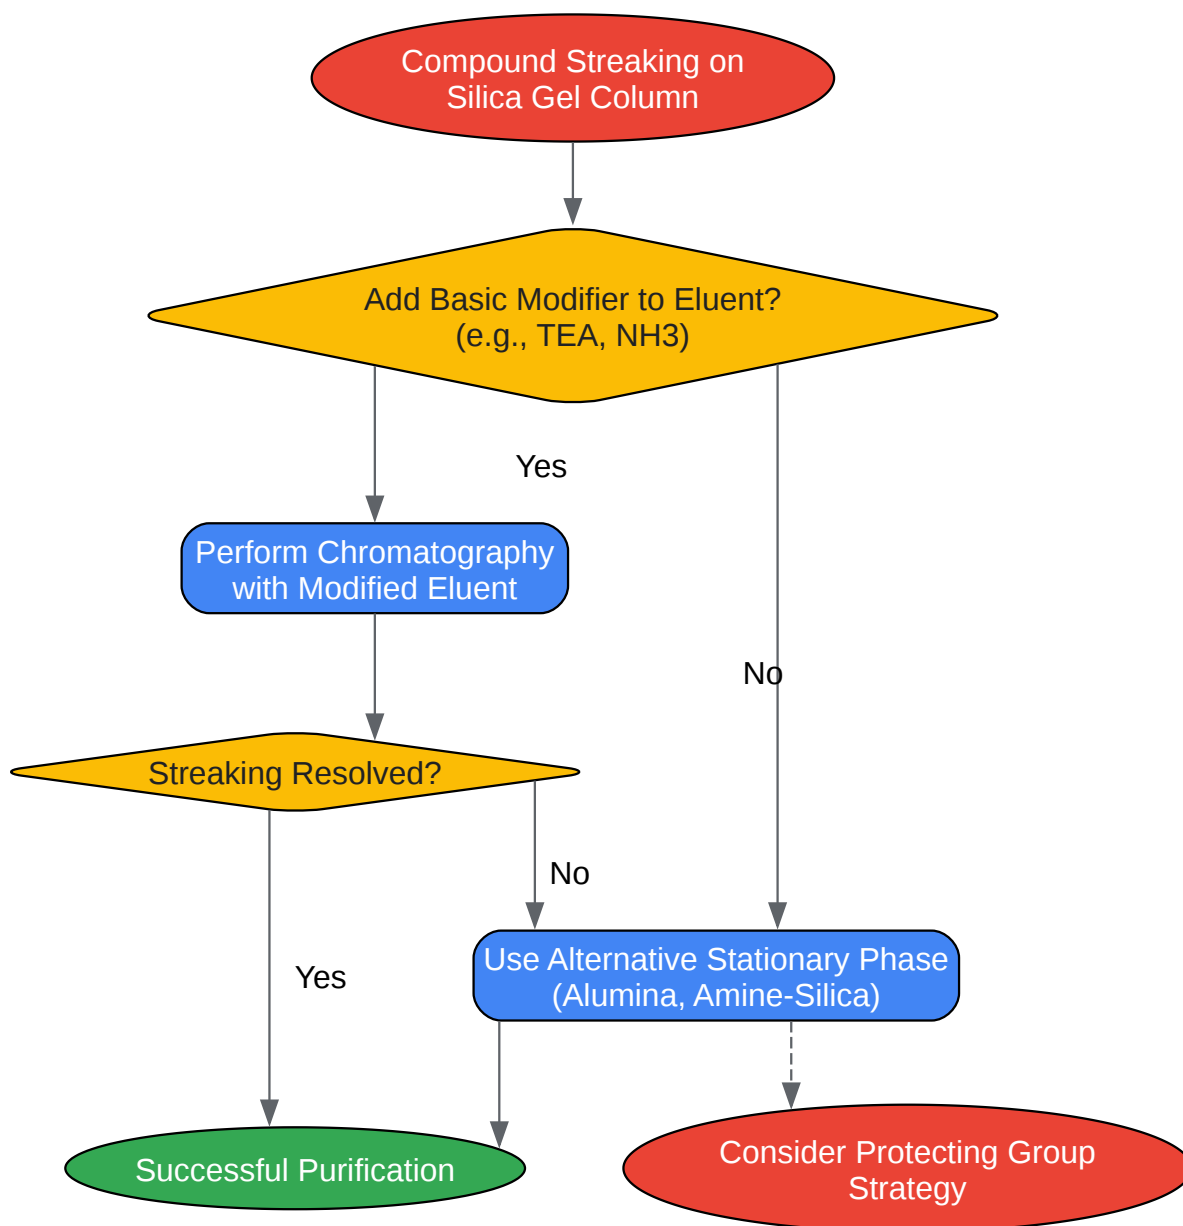 Compound Streaking on
Silica Gel Column
Add Basic Modifier to Eluent?
(e.g., TEA, NH3)
Yes
Perform Chromatography
with Modified Eluent
No
Streaking Resolved?
No
Use Alternative Stationary Phase
(Alumina, Amine-Silica)
Yes
Successful Purification
Consider Protecting Group
Strategy